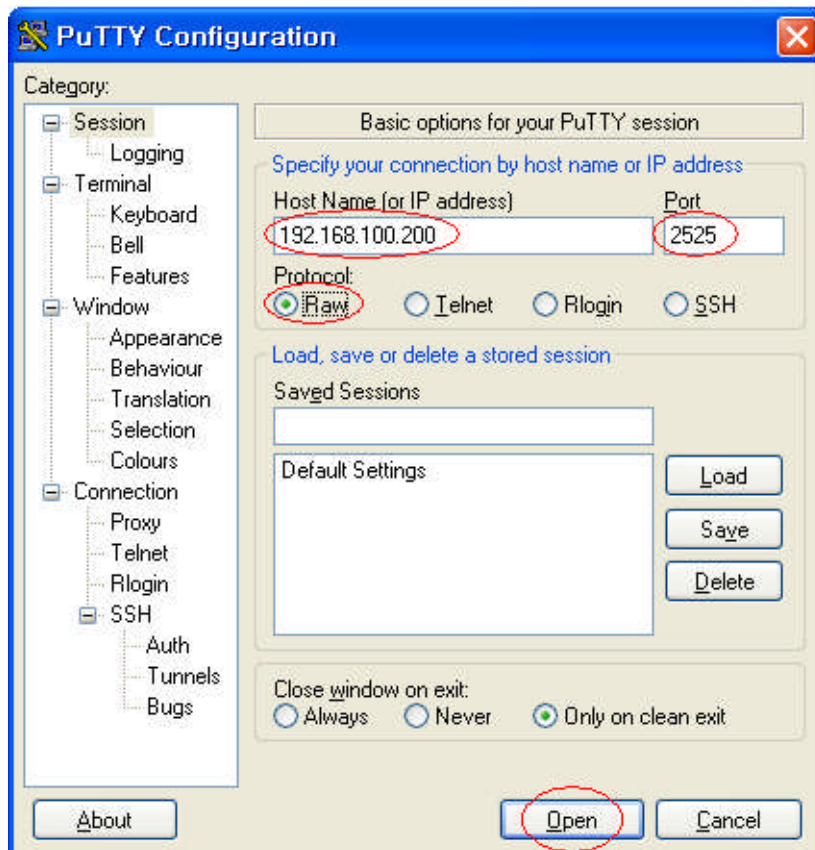 PuTTY Configuration
Category:
Session
Logging
Terminal
Keyboard
Bell
Features
Window
Appearance
Behaviour
Translation
Selection
Colours
Connection
Proxy
Telnet
Rlogin
SSH
Auth
Tunnels
Bugs
Basic options for your PuTTY session
Specify your connection by host name or IP address
Host Name (or IP address) Port
192.168.100.200 2525
Protocol:
Raw Telnet Rlogin SSH
Load, save or delete a stored session
Saved Sessions
Default Settings
Load
Save
Delete
Close window on exit:
Always Never Only on clean exit
About Open Cancel